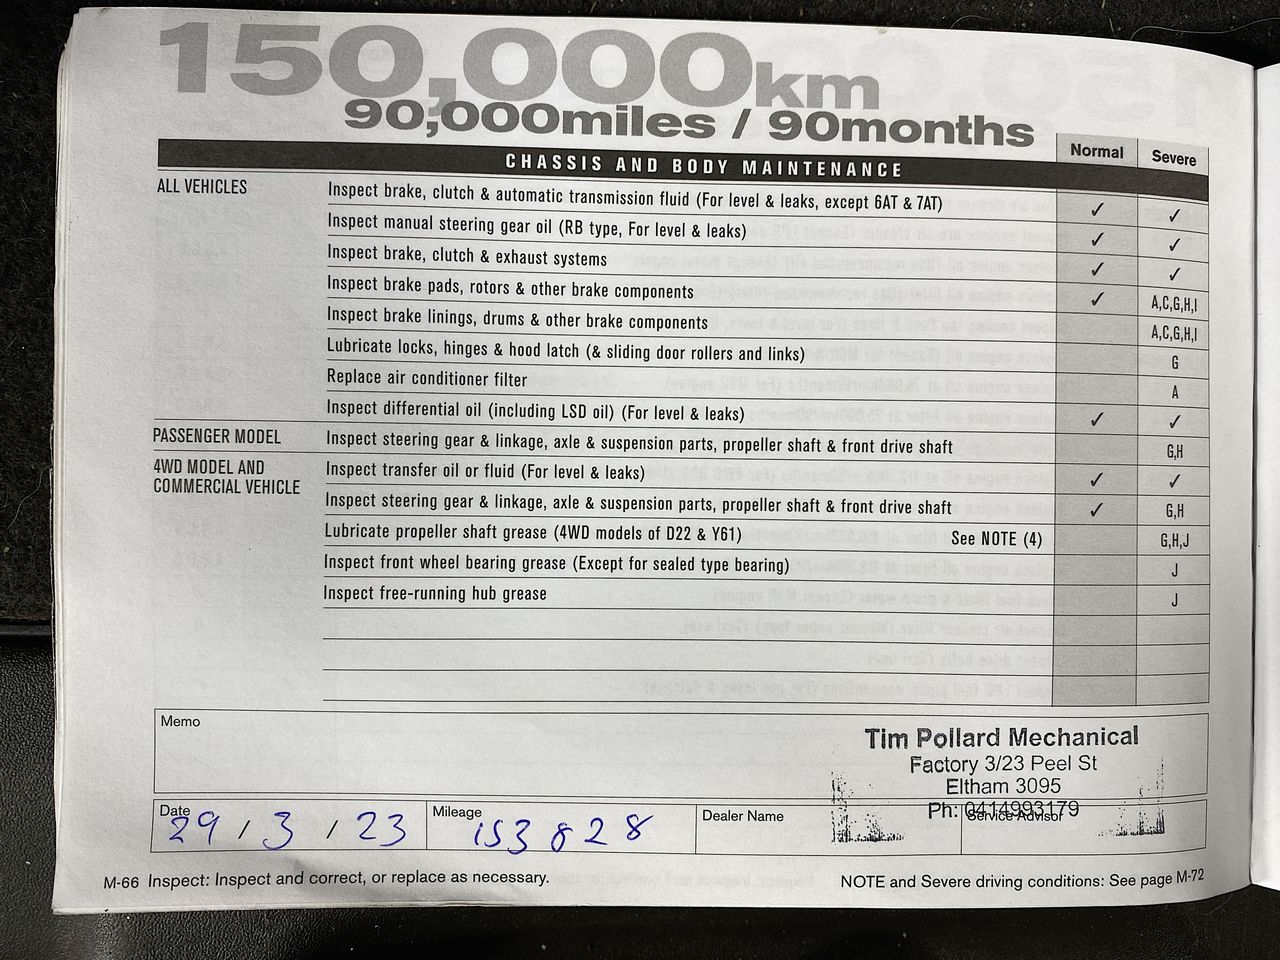 150,000km
90,000miles / 90months
Normal Severe
CHASSIS AND BODY MAINTENANCE
ALL VEHICLES Inspect brake, clutch & automatic transmission fluid (For level & leaks, except 6AT & 7AT) ✓ ✓
Inspect manual steering gear oil (RB type, For level & leaks) ✓ ✓
Inspect brake, clutch & exhaust systems ✓ ✓
Inspect brake pads, rotors & other brake components ✓ A,C,G,H,I
Inspect brake linings, drums & other brake components A,C,G,H,I
Lubricate locks, hinges & hood latch (& sliding door rollers and links) G
Replace air conditioner filter A
Inspect differential oil (including LSD oil) (For level & leaks) ✓ ✓
PASSENGER MODEL Inspect steering gear & linkage, axle & suspension parts, propeller shaft & front drive shaft G,H
4WD MODEL AND
COMMERCIAL VEHICLE
Inspect transfer oil or fluid (For level & leaks) ✓ ✓
Inspect steering gear & linkage, axle & suspension parts, propeller shaft & front drive shaft ✓ G,H
Lubricate propeller shaft grease (4WD models of D22 & Y61) See NOTE (4) G,H,J
Inspect front wheel bearing grease (Except for sealed type bearing) J
Inspect free-running hub grease J
Memo
Tim Pollard Mechanical
Factory 3/23 Peel St
Eltham 3095
Ph: 0414993179
Date 29 / 3 / 23
Mileage 153828
Dealer Name
Service Advisor
M-66 Inspect: Inspect and correct, or replace as necessary.
NOTE and Severe driving conditions: See page M-72